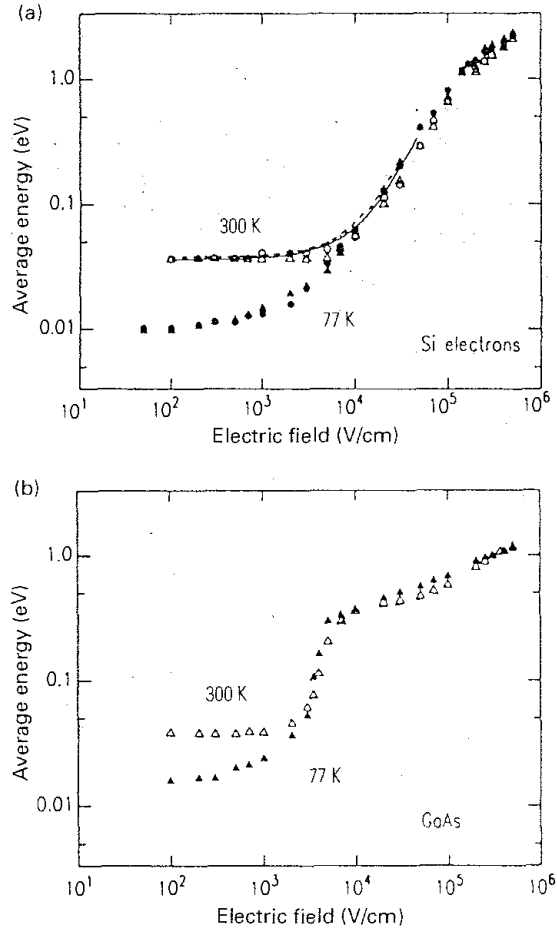 (a)
1.0
0.1
0.01
Average energy (eV)
300 K
77 K
Si electrons
10¹ 10² 10³ 10⁴ 10⁵ 10⁶
Electric field (V/cm)
(b)
1.0
0.1
0.01
Average energy (eV)
300 K
77 K
GaAs
10¹ 10² 10³ 10⁴ 10⁵ 10⁶
Electric field (V/cm)